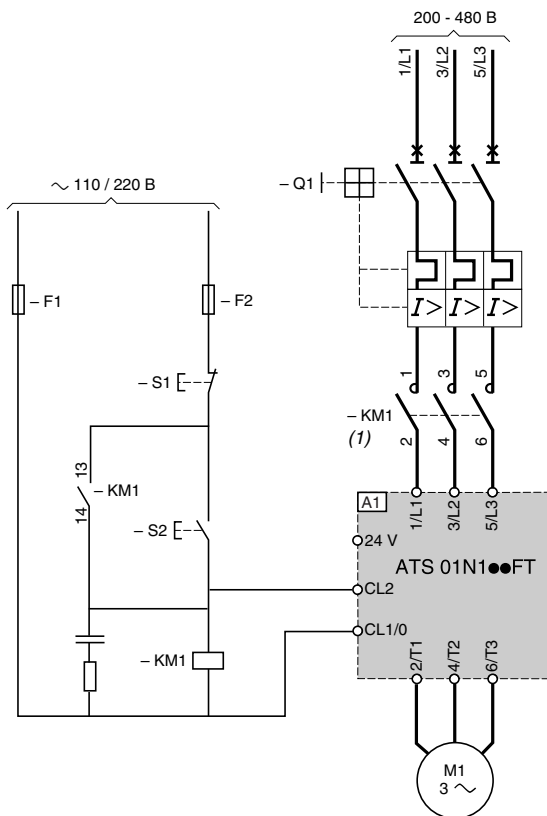 200 - 480 В
1/L1
3/L2
5/L3
– Q1
~ 110 / 220 В
– F1
– F2
I>
I>
I>
– S1
1
3
5
– KM1
(1)
2
4
6
13
– KM1
14
A1
1/L1
3/L2
5/L3
– S2
24 V
ATS 01N1●●FT
CL2
CL1/0
– KM1
2/T1
4/T2
6/T3
M1
3 ~